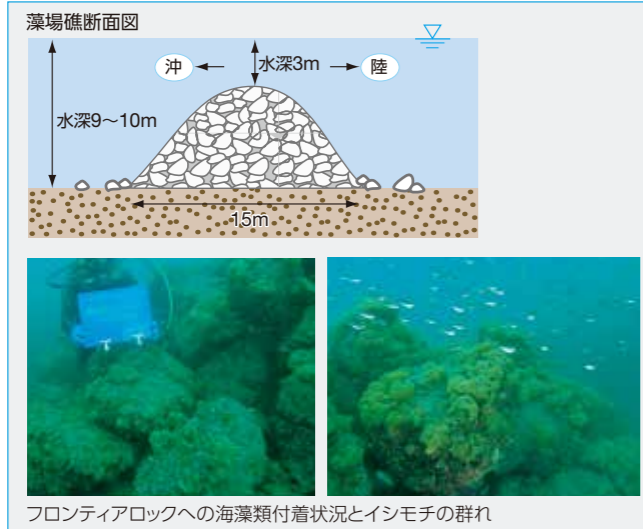 藻場礁断面図
沖
水深3m
陸
水深9〜10m
15m
フロンティアロックへの海藻類付着状況とイシモチの群れ